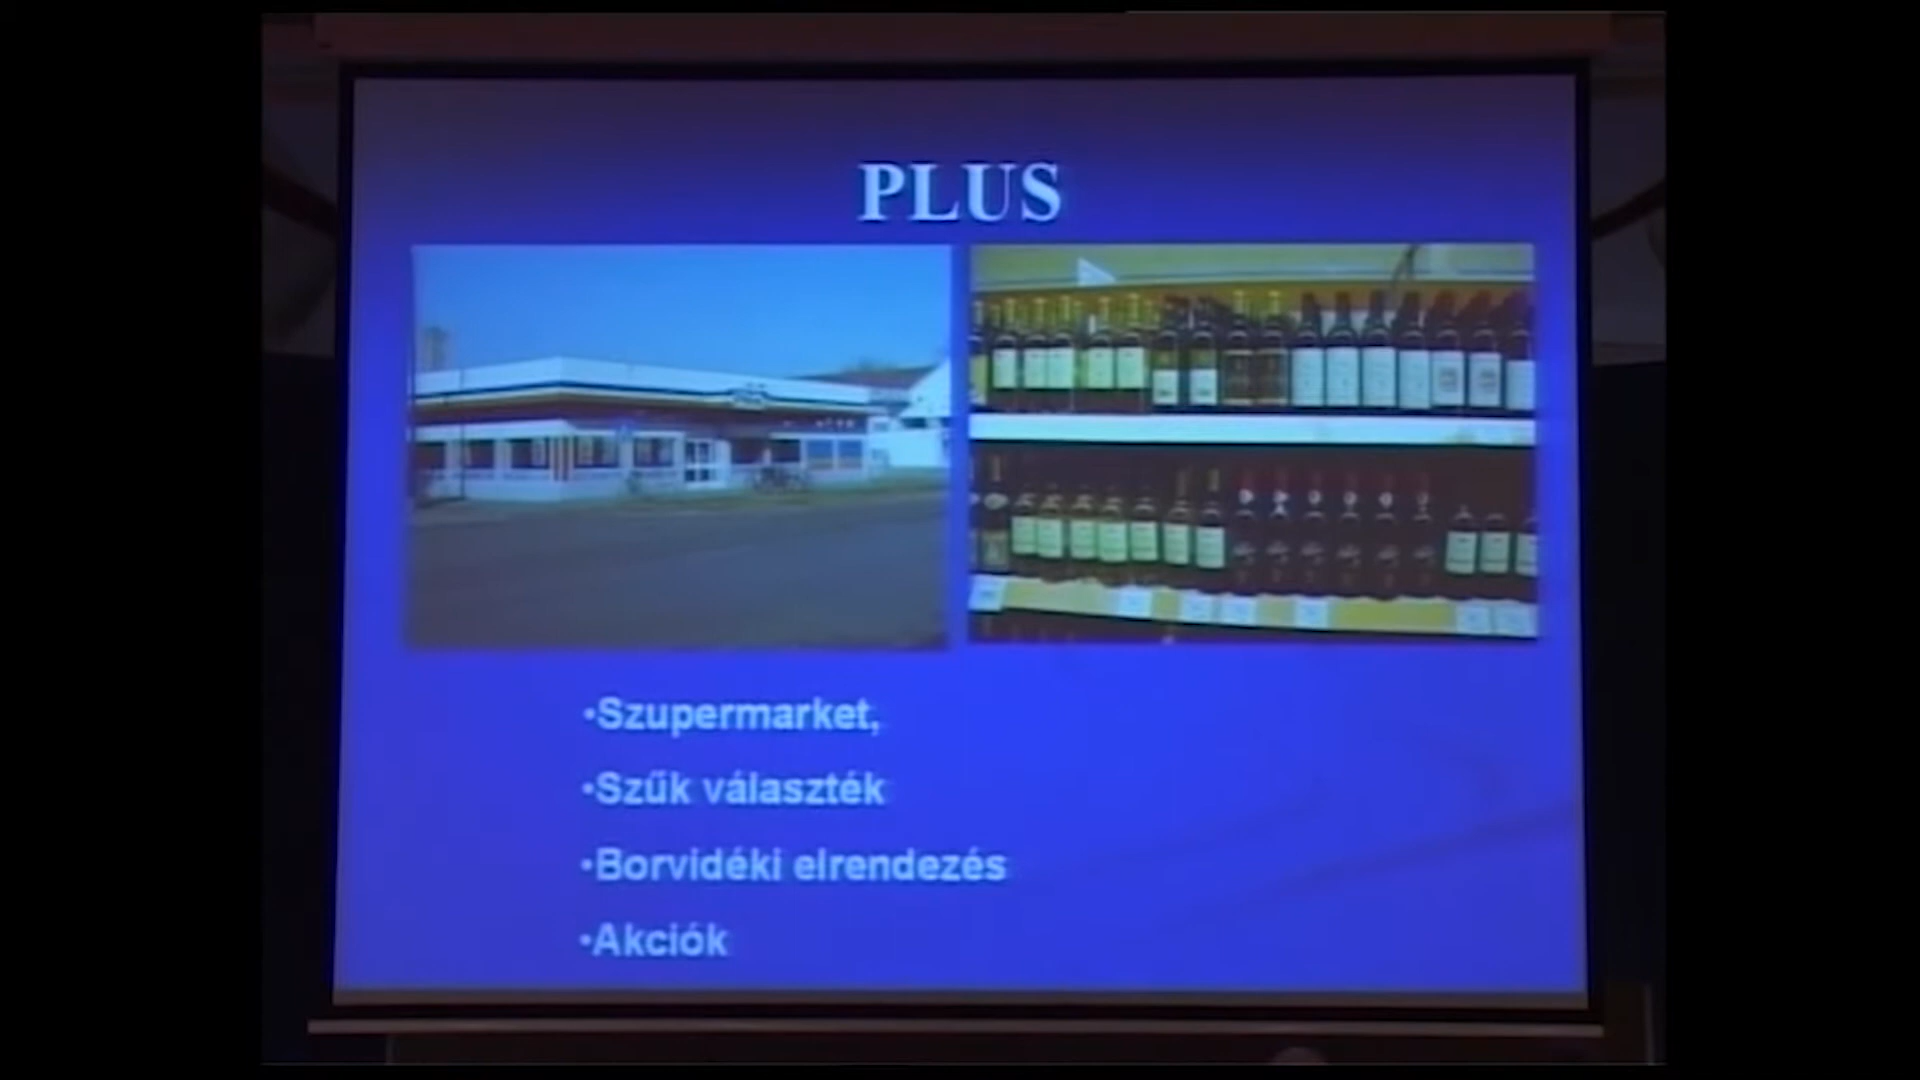 PLUS
•Szupermarket,
•Szűk választék
•Borvidéki elrendezés
•Akciók